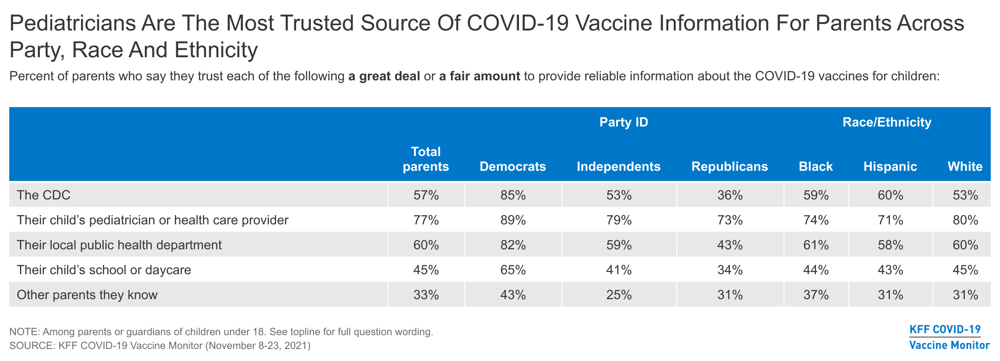 Pediatricians Are The Most Trusted Source Of COVID-19 Vaccine Information For Parents Across
Party, Race And Ethnicity
Percent of parents who say they trust each of the following a great deal or a fair amount to provide reliable information about the COVID-19 vaccines for children:
Party ID Race/Ethnicity
Total
parents Democrats Independents Republicans Black Hispanic White
The CDC 57% 85% 53% 36% 59% 60% 53%
Their child’s pediatrician or health care provider 77% 89% 79% 73% 74% 71% 80%
Their local public health department 60% 82% 59% 43% 61% 58% 60%
Their child’s school or daycare 45% 65% 41% 34% 44% 43% 45%
Other parents they know 33% 43% 25% 31% 37% 31% 31%
NOTE: Among parents or guardians of children under 18. See topline for full question wording.
SOURCE: KFF COVID-19 Vaccine Monitor (November 8-23, 2021)
KFF COVID-19
Vaccine Monitor